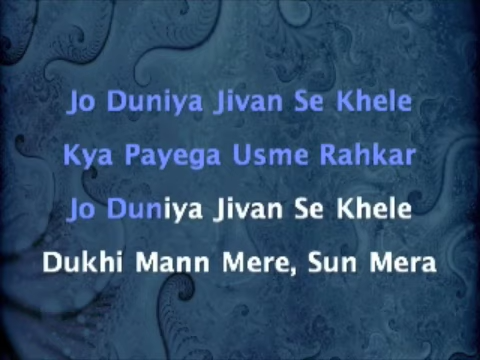 Jo Duniya Jivan Se Khele
Kya Payega Usme Rahkar
Jo Duniya Jivan Se Khele
Dukhi Mann Mere, Sun Mera